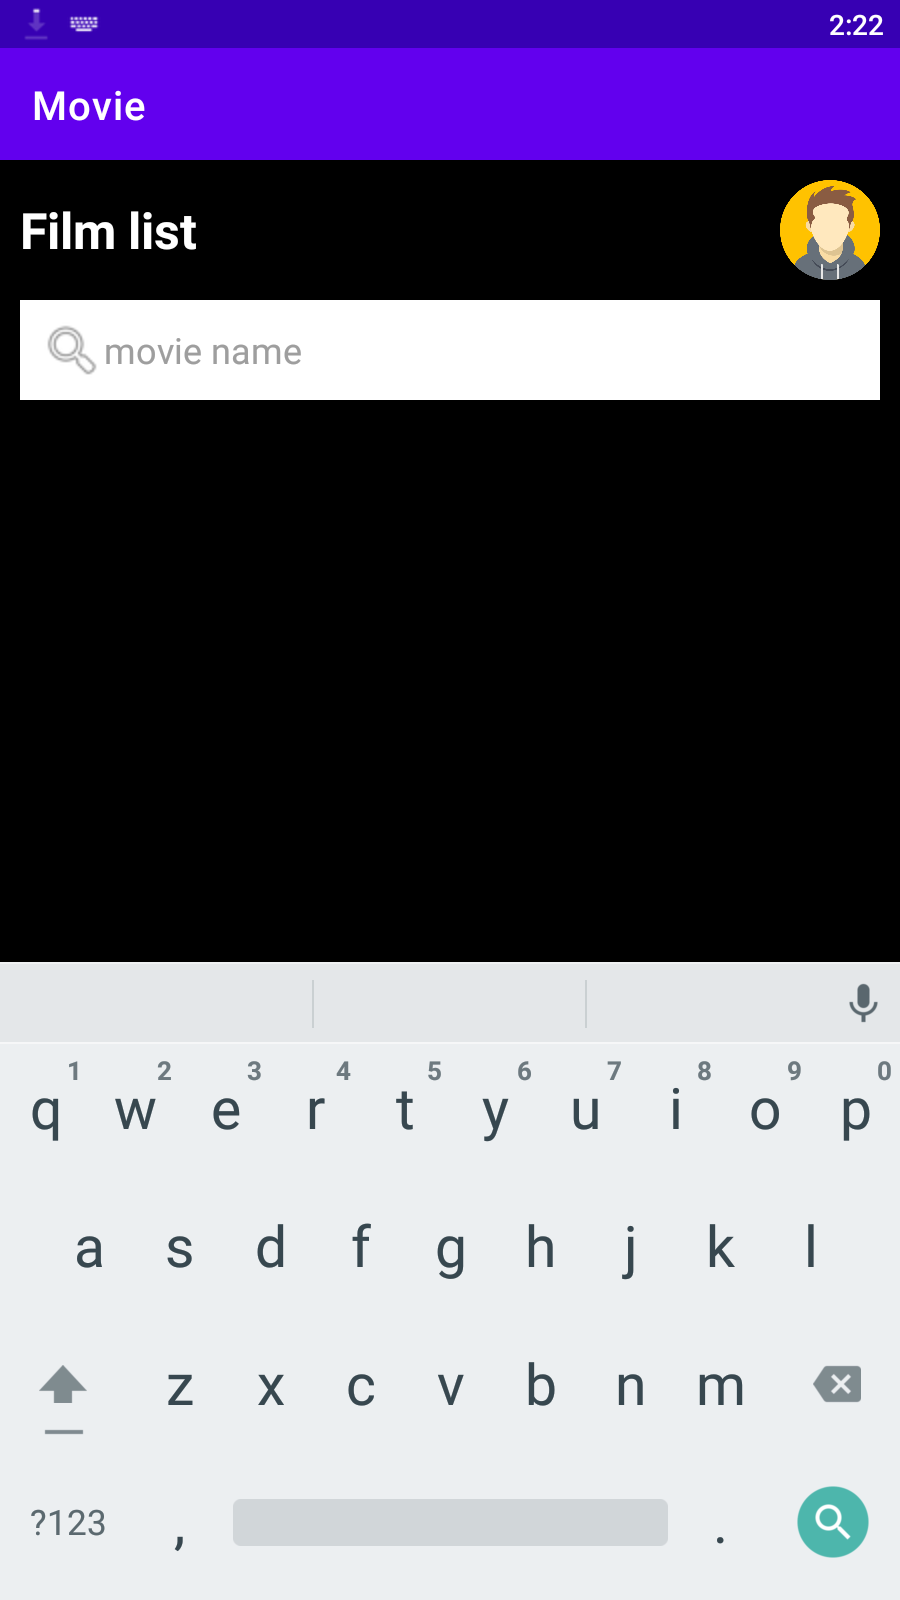 2:22
Movie
Film list
movie name
1 2 3 4 5 6 7 8 9 0
q w e r t y u i o p
a s d f g h j k l
z x c v b n m
?123 , .